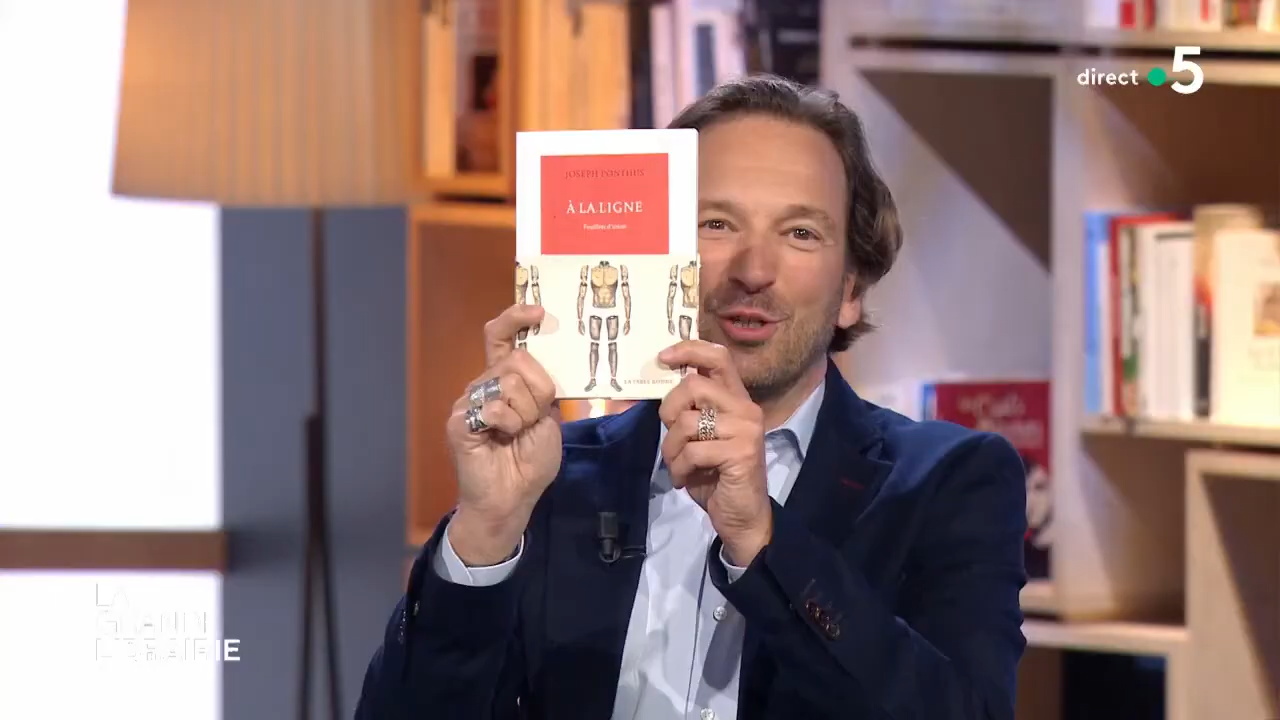 direct 5
JOSEPH PONTHUS
À LA LIGNE
Feuillets d'usine
LA TABLE RONDE
LA
GRANDE
LIBRAIRIE